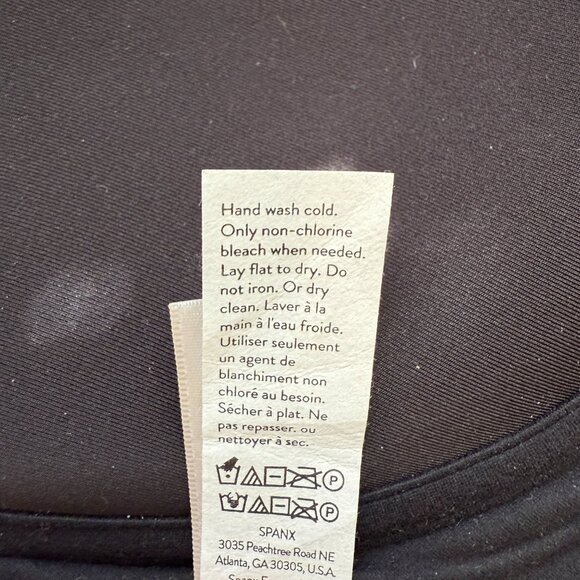 Hand wash cold.
Only non-chlorine
bleach when needed.
Lay flat to dry. Do
not iron. Or dry
clean. Laver à la
main à l'eau froide.
Utiliser seulement
un agent de
blanchiment non
chloré au besoin.
Sécher à plat. Ne
pas repasser. ou
nettoyer à sec.
P
P
SPANX
3035 Peachtree Road NE
Atlanta, GA 30305, U.S.A.